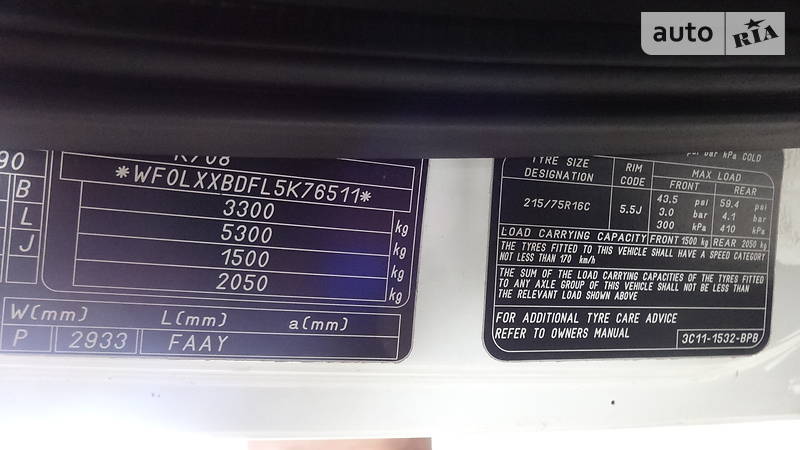 auto RIA
90
B
L
J
K708
*WF0LXXBDFL5K76511*
3300 kg
5300 kg
1500 kg
2050 kg
W(mm) L(mm) a(mm)
P 2933 FAAY
psi bar kPa COLD
TYRE SIZE DESIGNATION
RIM CODE
MAX LOAD
FRONT REAR
215/75R16C
5.5J
43.5 psi 59.4
3.0 bar 4.1
300 kPa 410
LOAD CARRYING CAPACITY FRONT 1500 kg REAR 2050 kg
THE TYRES FITTED TO THIS VEHICLE SHALL HAVE A SPEED CATEGORY
NOT LESS THAN 170 km/h
THE SUM OF THE LOAD CARRYING CAPACITIES OF THE TYRES FITTED
TO ANY AXLE GROUP OF THIS VEHICLE SHALL NOT BE LESS THAN
THE RELEVANT LOAD SHOWN ABOVE
FOR ADDITIONAL TYRE CARE ADVICE
REFER TO OWNERS MANUAL
3C11-1532-BPB